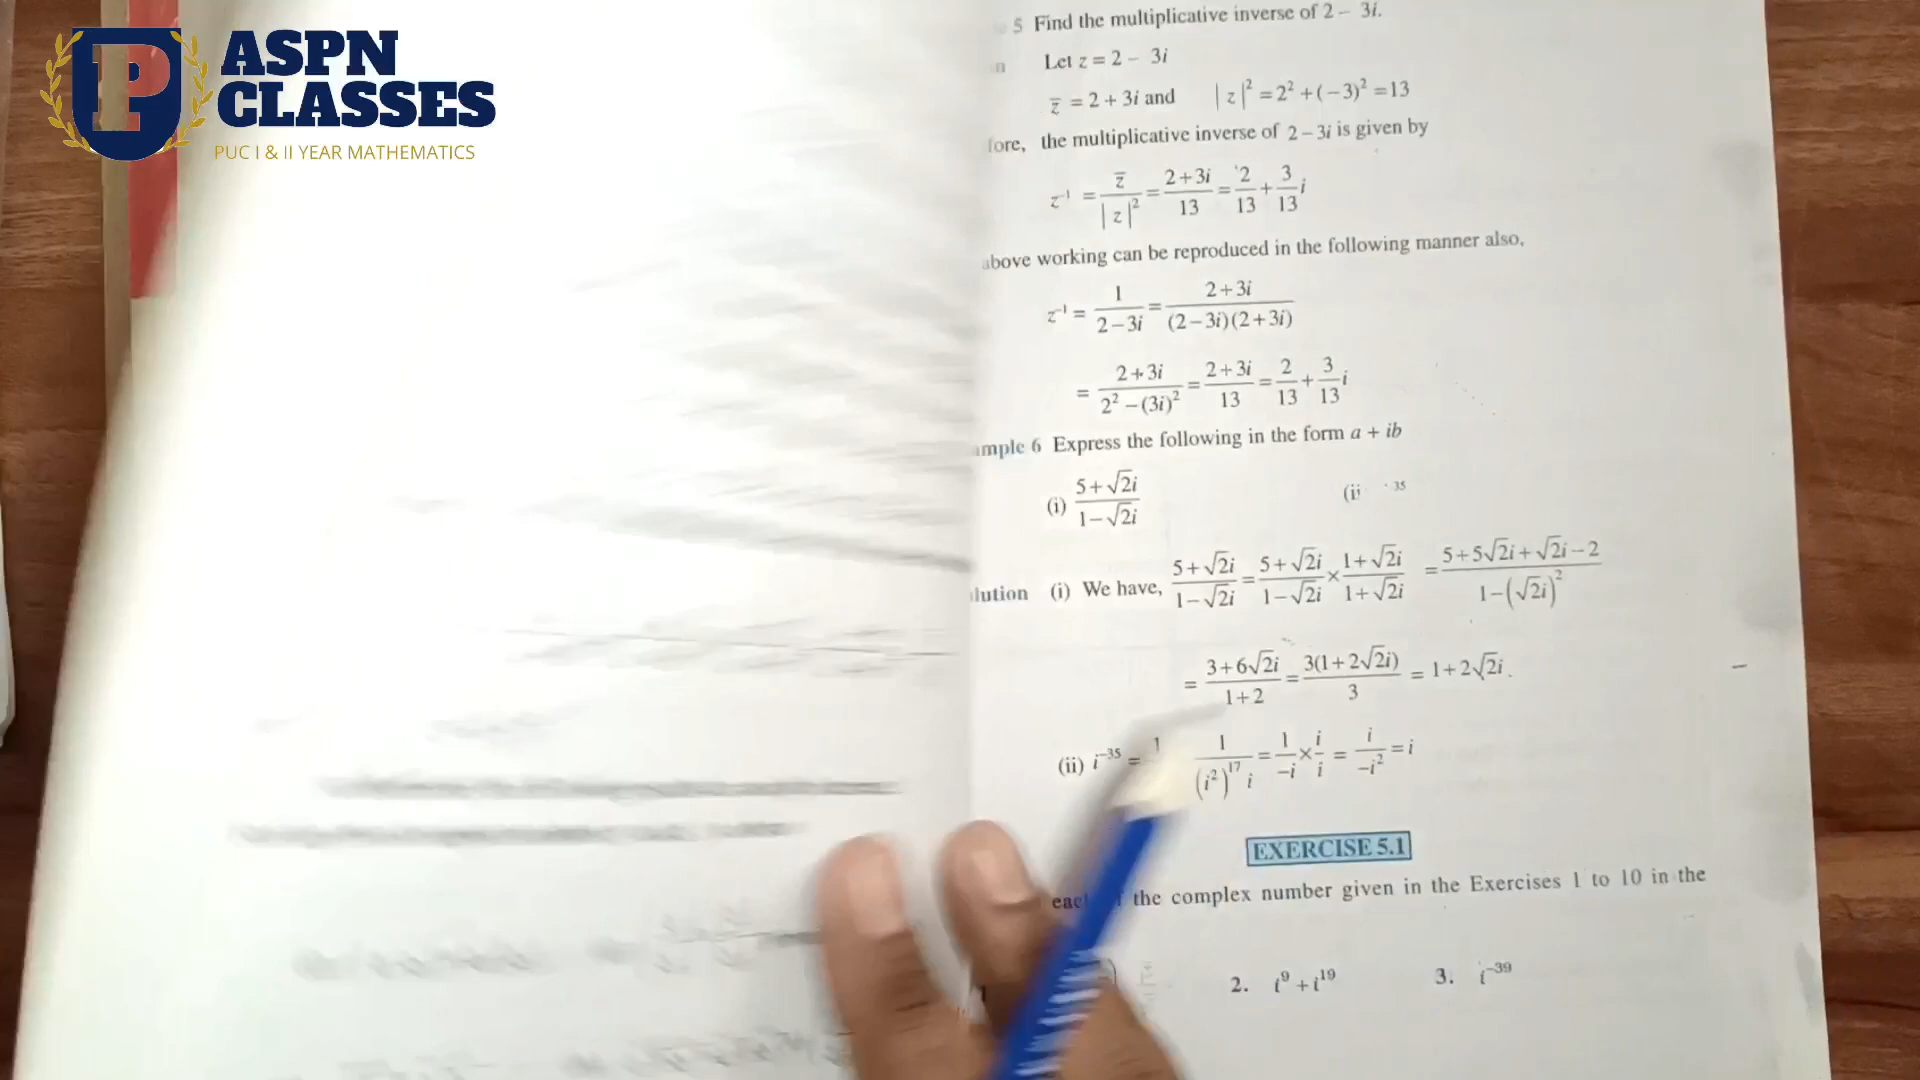 ASPN
CLASSES
PUC I & II YEAR MATHEMATICS
5 Find the multiplicative inverse of 2 – 3i.
Let z = 2 – 3i
z̅ = 2 + 3i and |z|² = 2² + (–3)² = 13
the multiplicative inverse of 2 – 3i is given by
z⁻¹ = z̅/|z|² = (2+3i)/13 = 2/13 + 3/13 i
above working can be reproduced in the following manner also,
z⁻¹ = 1/(2–3i) = (2+3i)/((2–3i)(2+3i))
= (2+3i)/(2² – (3i)²) = (2+3i)/13 = 2/13 + 3/13 i
6 Express the following in the form a + ib
(i) (5+√2i)/(1–√2i) (ii 35
(i) We have, (5+√2i)/(1–√2i) = (5+√2i)/(1–√2i) × (1+√2i)/(1+√2i) = (5+5√2i+√2i–2)/(1–(√2i)²)
= (3+6√2i)/(1+2) = 3(1+2√2i)/3 = 1+2√2i.
(ii) i⁻³⁵ = 1 1/((i²)¹⁷ i) = 1/–i × i/i = i/–i² = i
EXERCISE 5.1
the complex number given in the Exercises 1 to 10 in the
2. i⁹ + i¹⁹ 3. i⁻³⁹